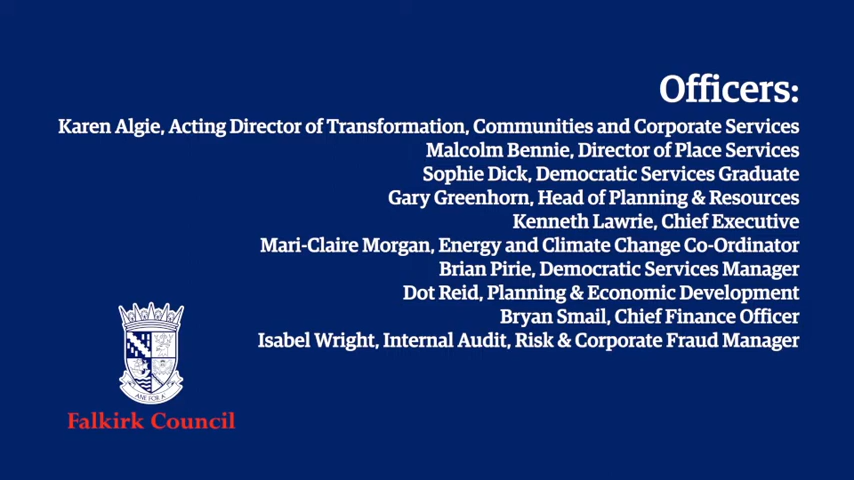 Officers:
Karen Algie, Acting Director of Transformation, Communities and Corporate Services
Malcolm Bennie, Director of Place Services
Sophie Dick, Democratic Services Graduate
Gary Greenhorn, Head of Planning & Resources
Kenneth Lawrie, Chief Executive
Mari-Claire Morgan, Energy and Climate Change Co-Ordinator
Brian Pirie, Democratic Services Manager
Dot Reid, Planning & Economic Development
Bryan Smail, Chief Finance Officer
Isabel Wright, Internal Audit, Risk & Corporate Fraud Manager
ANE FOR A'
Falkirk Council